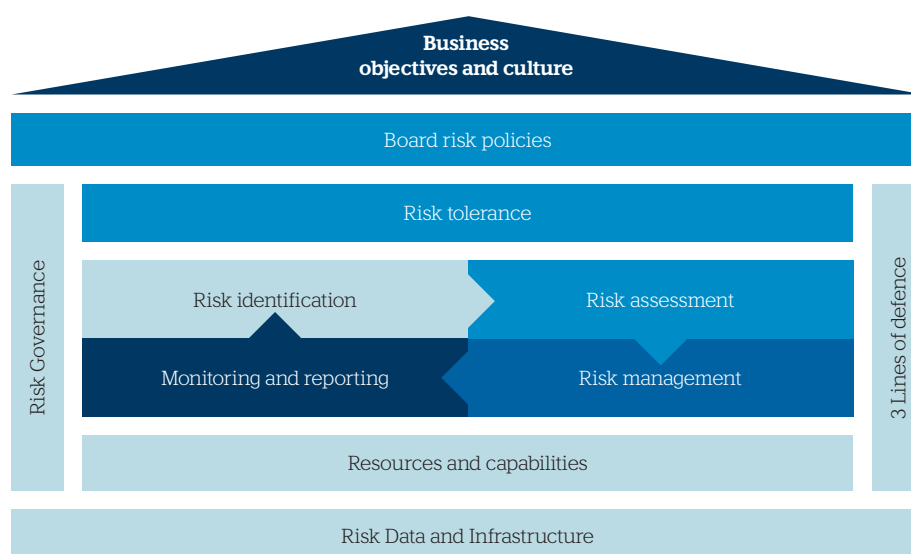 Business
objectives and culture
Board risk policies
Risk Governance
Risk tolerance
Risk identification
Risk assessment
Monitoring and reporting
Risk management
Resources and capabilities
3 Lines of defence
Risk Data and Infrastructure